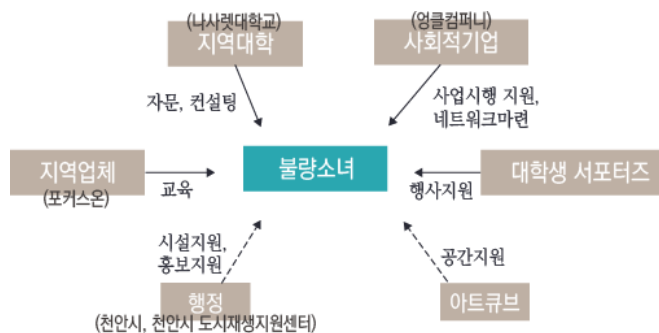 (나사렛대학교)
지역대학
(엉클컴퍼니)
사회적기업
자문, 컨설팅
사업시행 지원,
네트워크마련
지역업체
(포커스온)
교육
불량소녀
행사지원
대학생 서포터즈
시설지원,
홍보지원
공간지원
행정
(천안시, 천안시 도시재생지원센터)
아트큐브